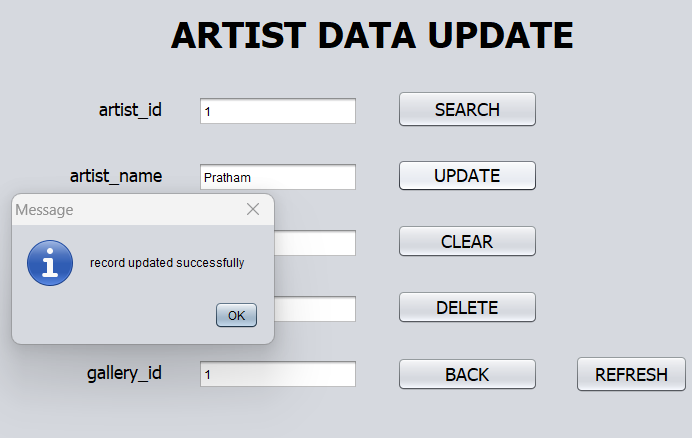 ARTIST DATA UPDATE
artist_id 1 SEARCH
artist_name Pratham UPDATE
Message
CLEAR
record updated successfully
DELETE
OK
gallery_id 1 BACK REFRESH